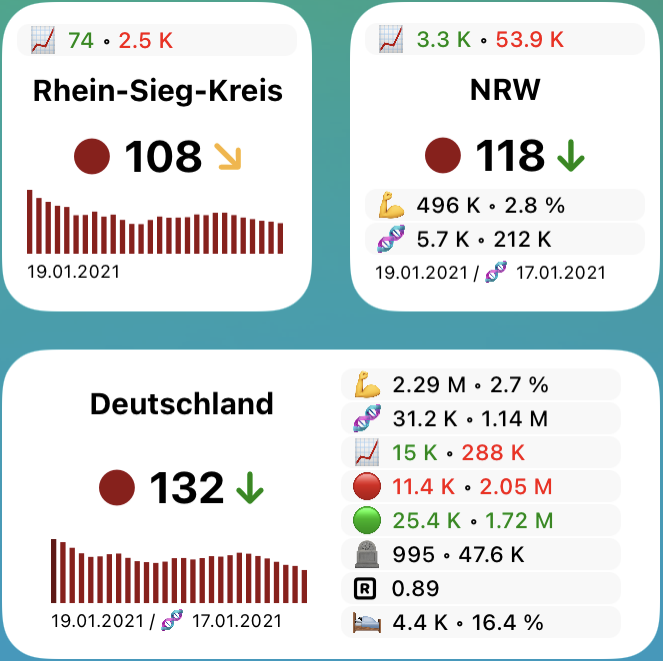 74 • 2.5 K
Rhein-Sieg-Kreis
108
19.01.2021
3.3 K • 53.9 K
NRW
118
496 K • 2.8 %
5.7 K • 212 K
19.01.2021 / 17.01.2021
Deutschland
132
19.01.2021 / 17.01.2021
2.29 M • 2.7 %
31.2 K • 1.14 M
15 K • 288 K
11.4 K • 2.05 M
25.4 K • 1.72 M
995 • 47.6 K
R 0.89
4.4 K • 16.4 %